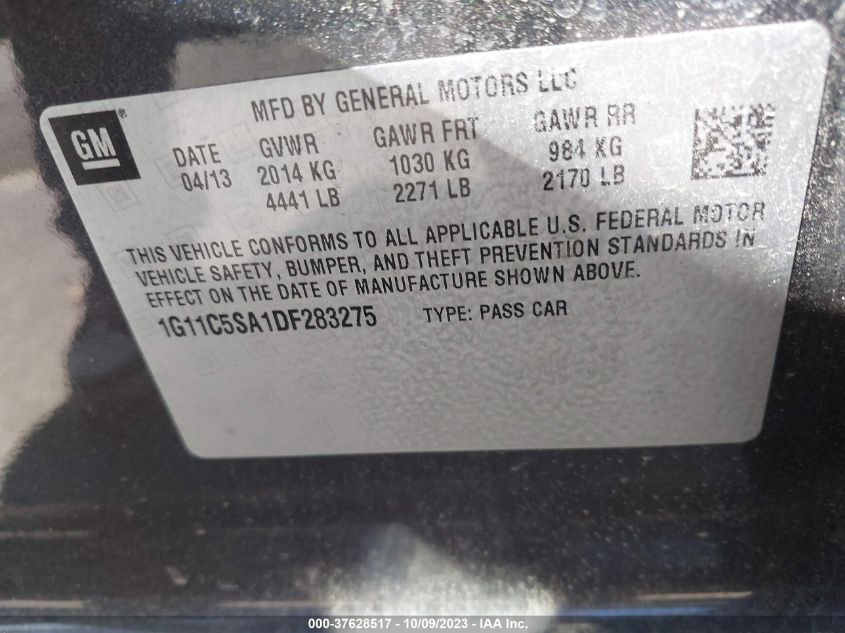 MFD BY GENERAL MOTORS LLC
GM®
DATE GVWR GAWR FRT GAWR RR
04/13 2014 KG 1030 KG 984 KG
4441 LB 2271 LB 2170 LB
THIS VEHICLE CONFORMS TO ALL APPLICABLE U.S. FEDERAL MOTOR
VEHICLE SAFETY, BUMPER, AND THEFT PREVENTION STANDARDS IN
EFFECT ON THE DATE OF MANUFACTURE SHOWN ABOVE.
1G11C5SA1DF283275 TYPE: PASS CAR
000-37628517 - 10/09/2023 - IAA Inc.